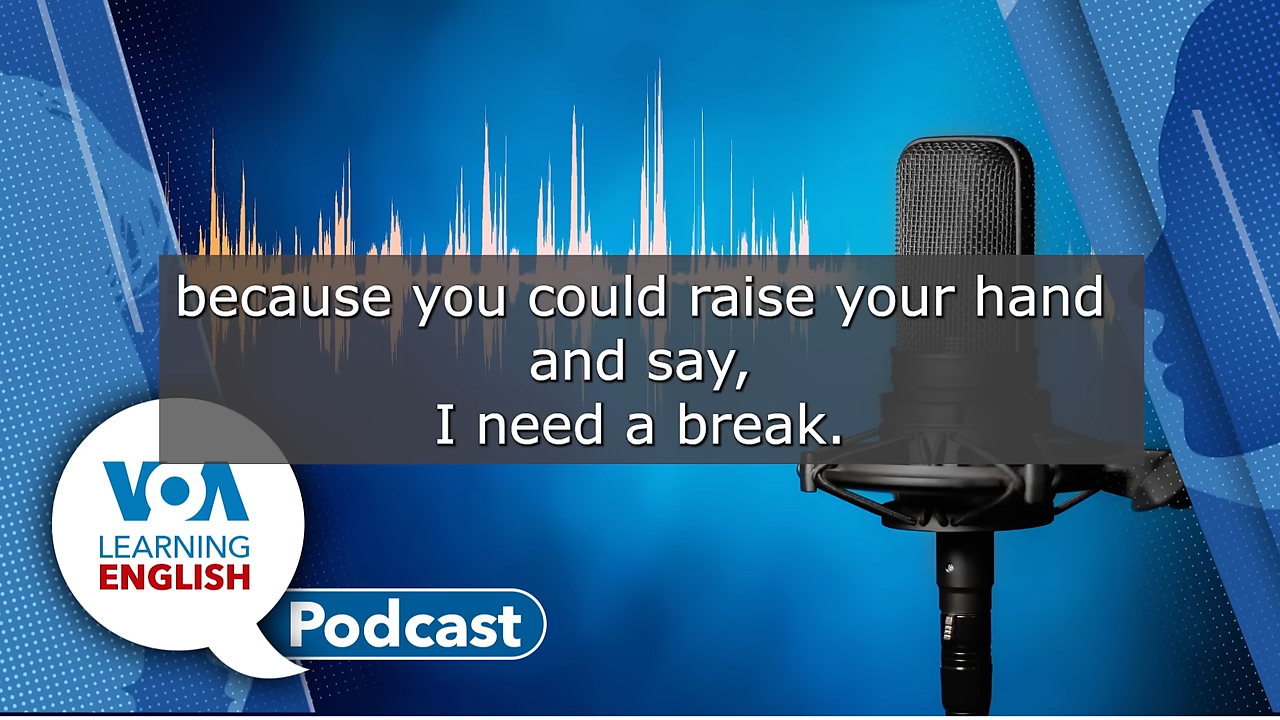 because you could raise your hand
and say,
I need a break.
VOA
LEARNING
ENGLISH
Podcast